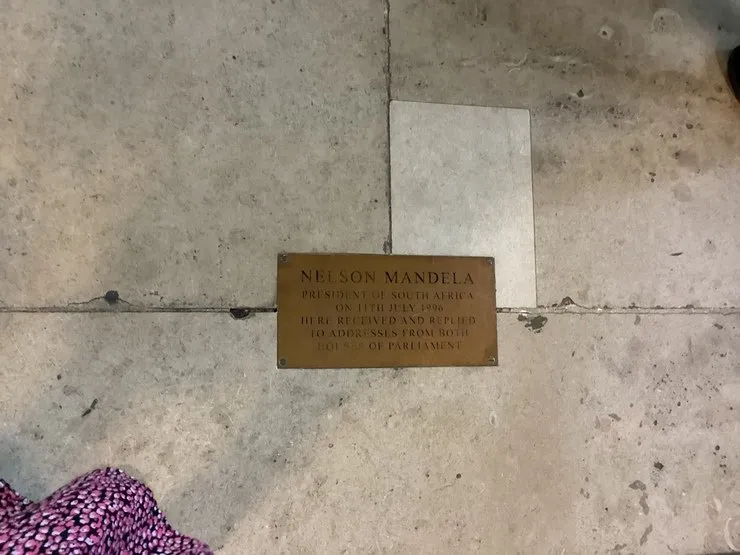 NELSON MANDELA
PRESIDENT OF SOUTH AFRICA
ON 11TH JULY 1996
HERE RECEIVED AND REPLIED
TO ADDRESSES FROM BOTH
HOUSES OF PARLIAMENT